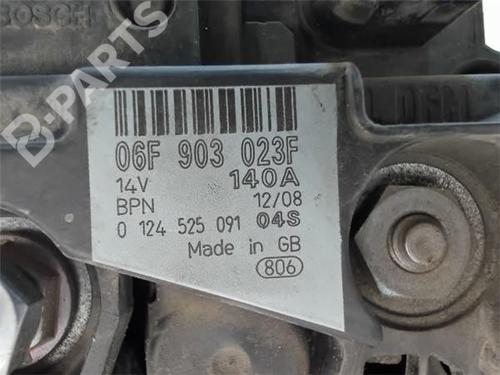 BOSCH
B-PARTS
06F 903 023F
14V 140A
BPN 12/08
0 124 525 091 04S
Made in GB
806